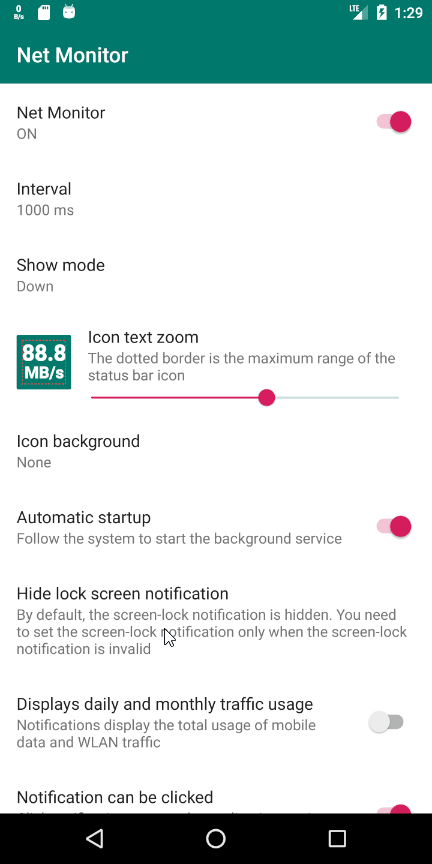 0
B/s
LTE
1:29
Net Monitor
Net Monitor
ON
Interval
1000 ms
Show mode
Down
88.8
MB/s
Icon text zoom
The dotted border is the maximum range of the
status bar icon
Icon background
None
Automatic startup
Follow the system to start the background service
Hide lock screen notification
By default, the screen-lock notification is hidden. You need
to set the screen-lock notification only when the screen-lock
notification is invalid
Displays daily and monthly traffic usage
Notifications display the total usage of mobile
data and WLAN traffic
Notification can be clicked